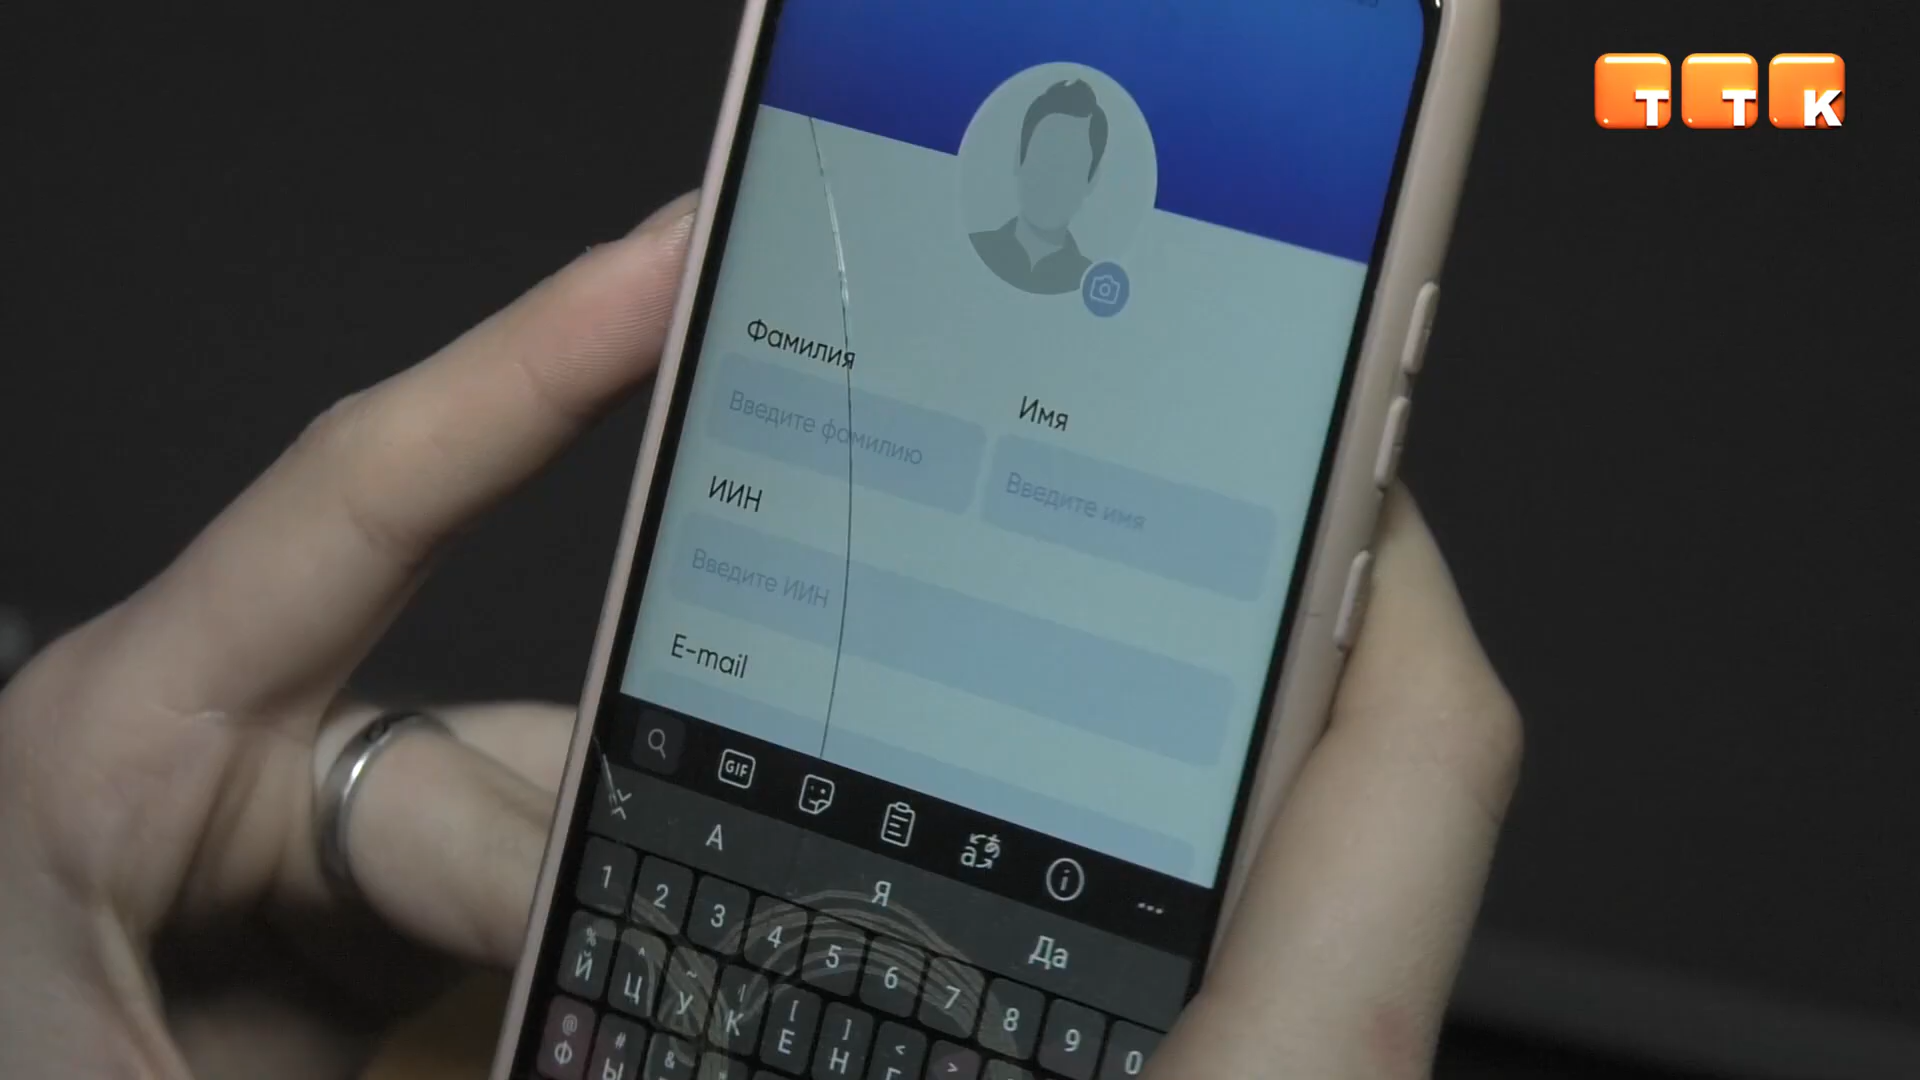 ТТК
Фамилия
Имя
Введите фамилию
Введите имя
ИИН
Введите ИИН
E-mail
GIF
А
Я
Да
1 2 3 4 5 6 7 8 9 0
% ^ ~ | [ ] <  >
Й Ц У К Е Н Г
@ # &
Ф Ы